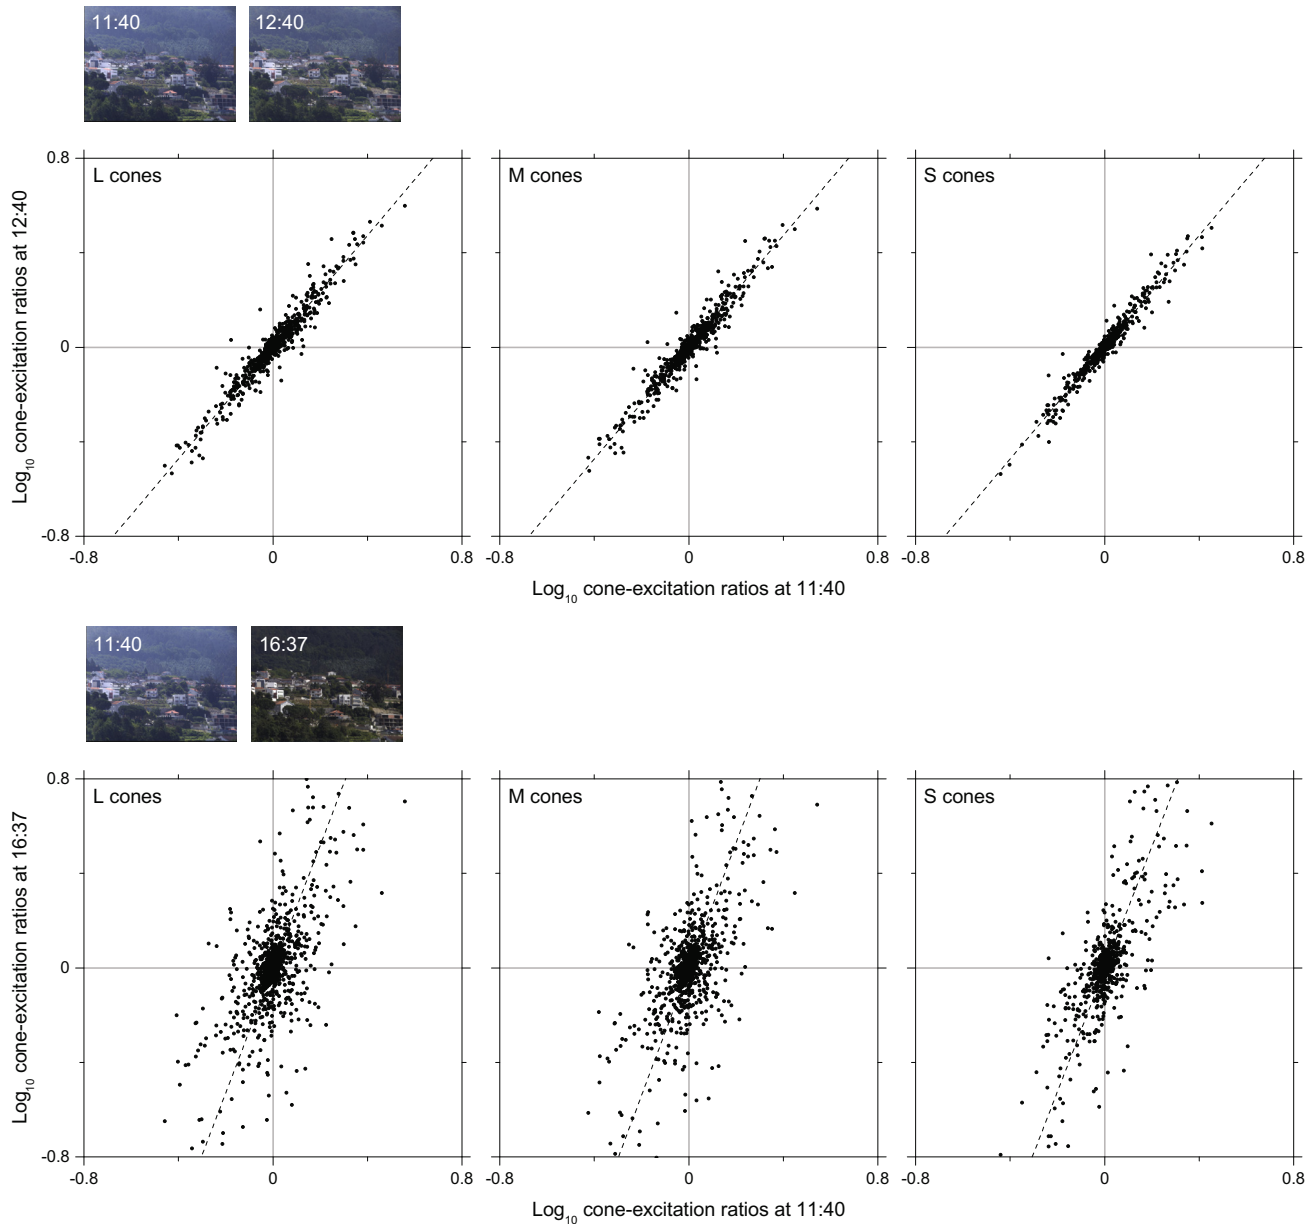 11:40 12:40
0.8
L cones M cones S cones
Log10 cone-excitation ratios at 12:40
0
-0.8
-0.8 0 0.8 -0.8 0 0.8 -0.8 0 0.8
Log10 cone-excitation ratios at 11:40
11:40 16:37
0.8
L cones M cones S cones
Log10 cone-excitation ratios at 16:37
0
-0.8
-0.8 0 0.8 -0.8 0 0.8 -0.8 0 0.8
Log10 cone-excitation ratios at 11:40